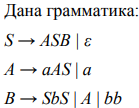 Дана грамматика:
S → ASB | ε
A → aAS | a
B → SbS | A | bb